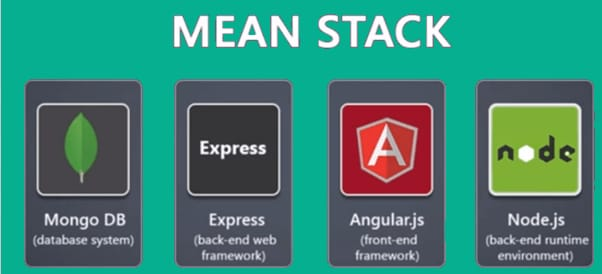 MEAN STACK
Express
A
node
Mongo DB
(database system)
Express
(back-end web
framework)
Angular.js
(front-end
framework)
Node.js
(back-end runtime
environment)